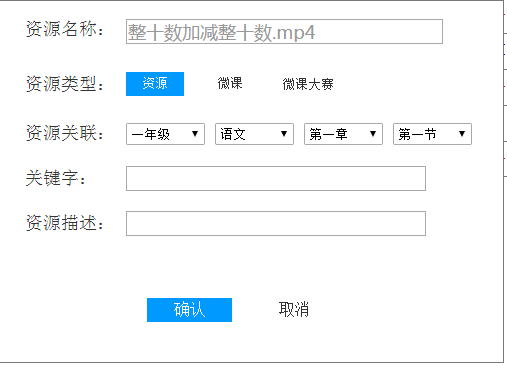 资源名称： 整十数加减整十数.mp4
资源类型： 资源 微课 微课大赛
资源关联： 一年级 语文 第一章 第一节
关键字：
资源描述：
确认 取消